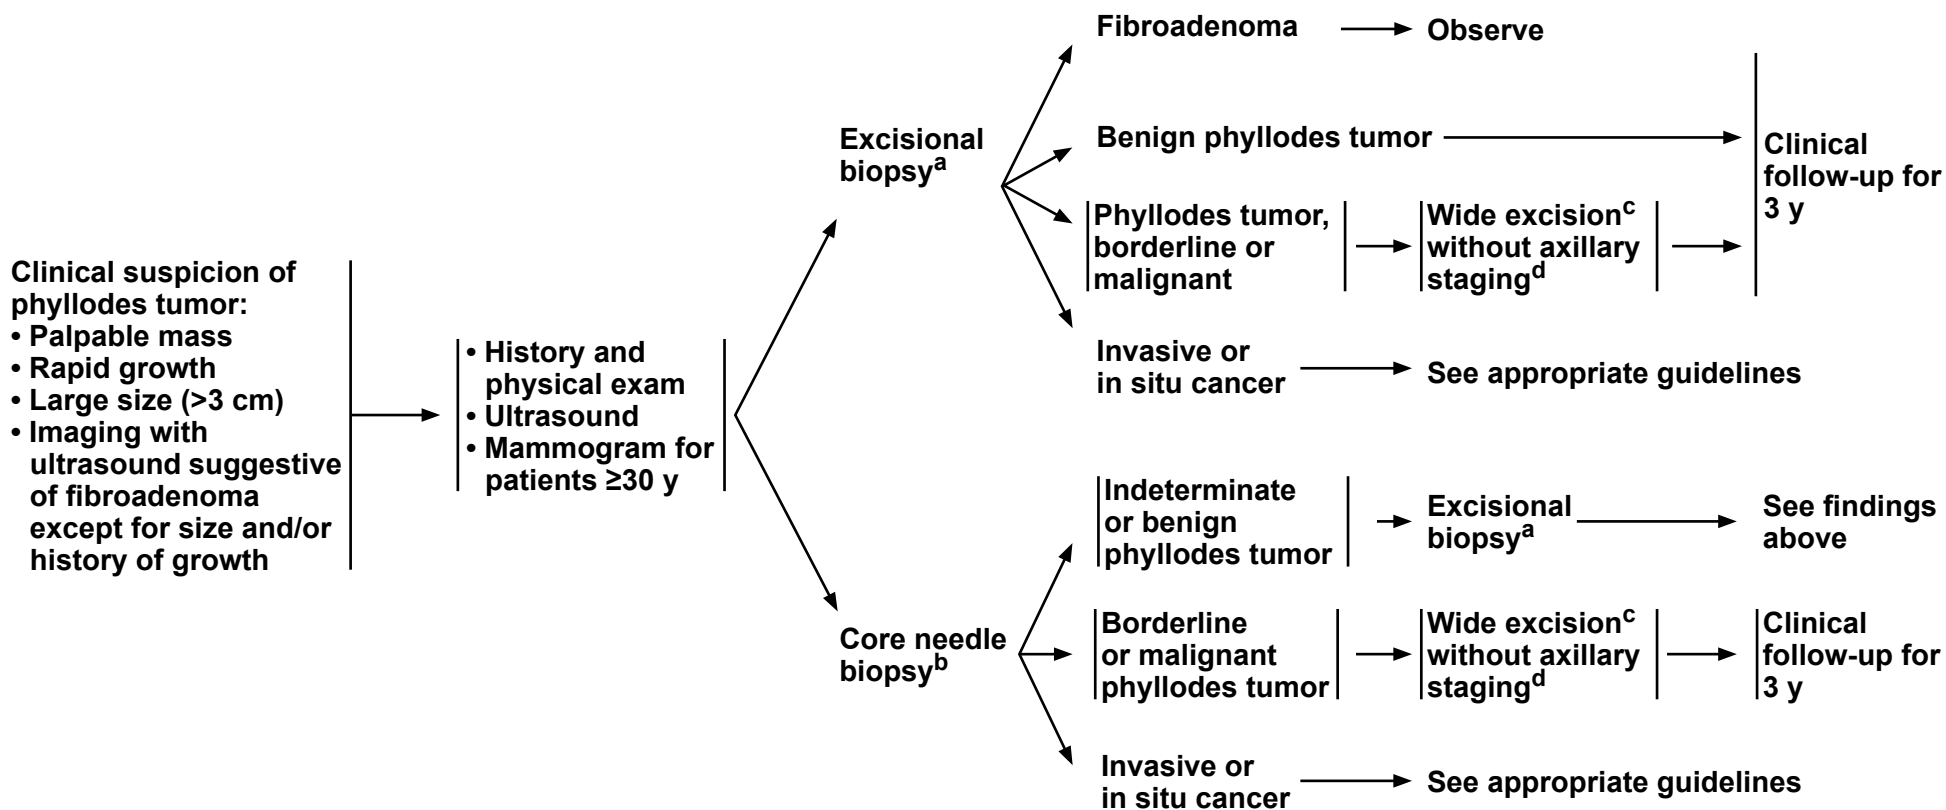 Clinical suspicion of
phyllodes tumor:
• Palpable mass
• Rapid growth
• Large size (>3 cm)
• Imaging with
ultrasound suggestive
of fibroadenoma
except for size and/or
history of growth
• History and
physical exam
• Ultrasound
• Mammogram for
patients ≥30 y
Excisional
biopsyᵃ
Fibroadenoma
Observe
Benign phyllodes tumor
Phyllodes tumor,
borderline or
malignant
Wide excisionᶜ
without axillary
stagingᵈ
Clinical
follow-up for
3 y
Invasive or
in situ cancer
See appropriate guidelines
Core needle
biopsyᵇ
Indeterminate
or benign
phyllodes tumor
Excisional
biopsyᵃ
See findings
above
Borderline
or malignant
phyllodes tumor
Wide excisionᶜ
without axillary
stagingᵈ
Clinical
follow-up for
3 y
Invasive or
in situ cancer
See appropriate guidelines